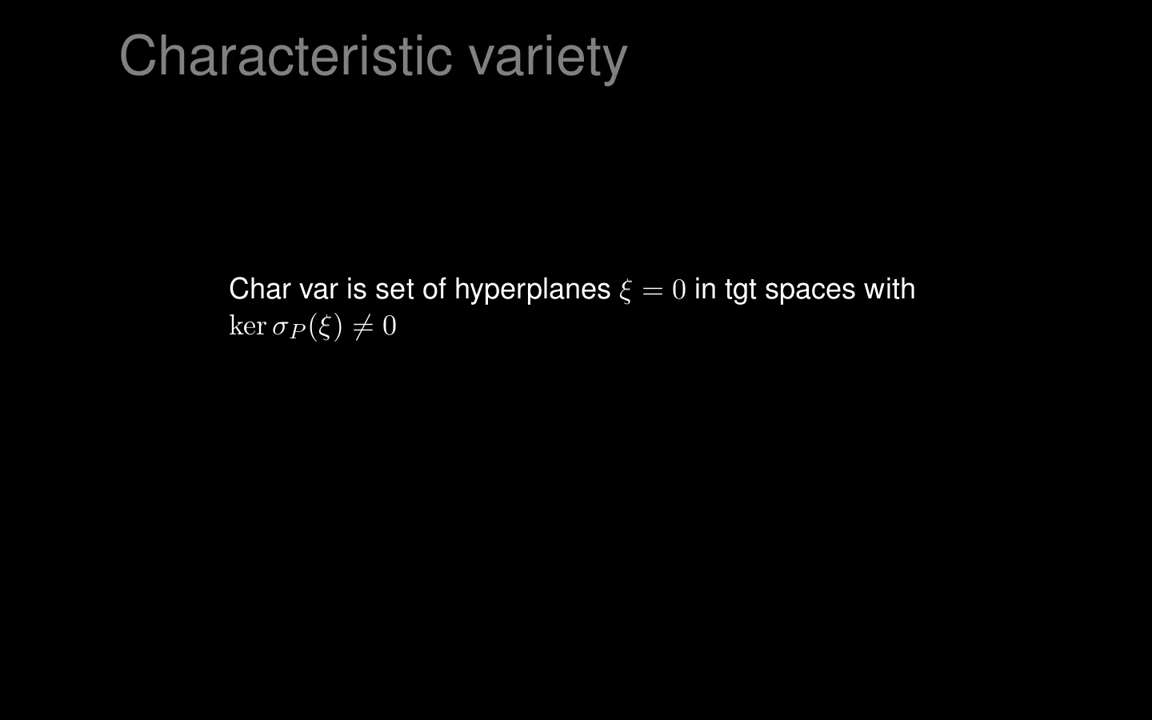 Characteristic variety
Char var is set of hyperplanes ξ = 0 in tgt spaces with
ker σ_P(ξ) ≠ 0